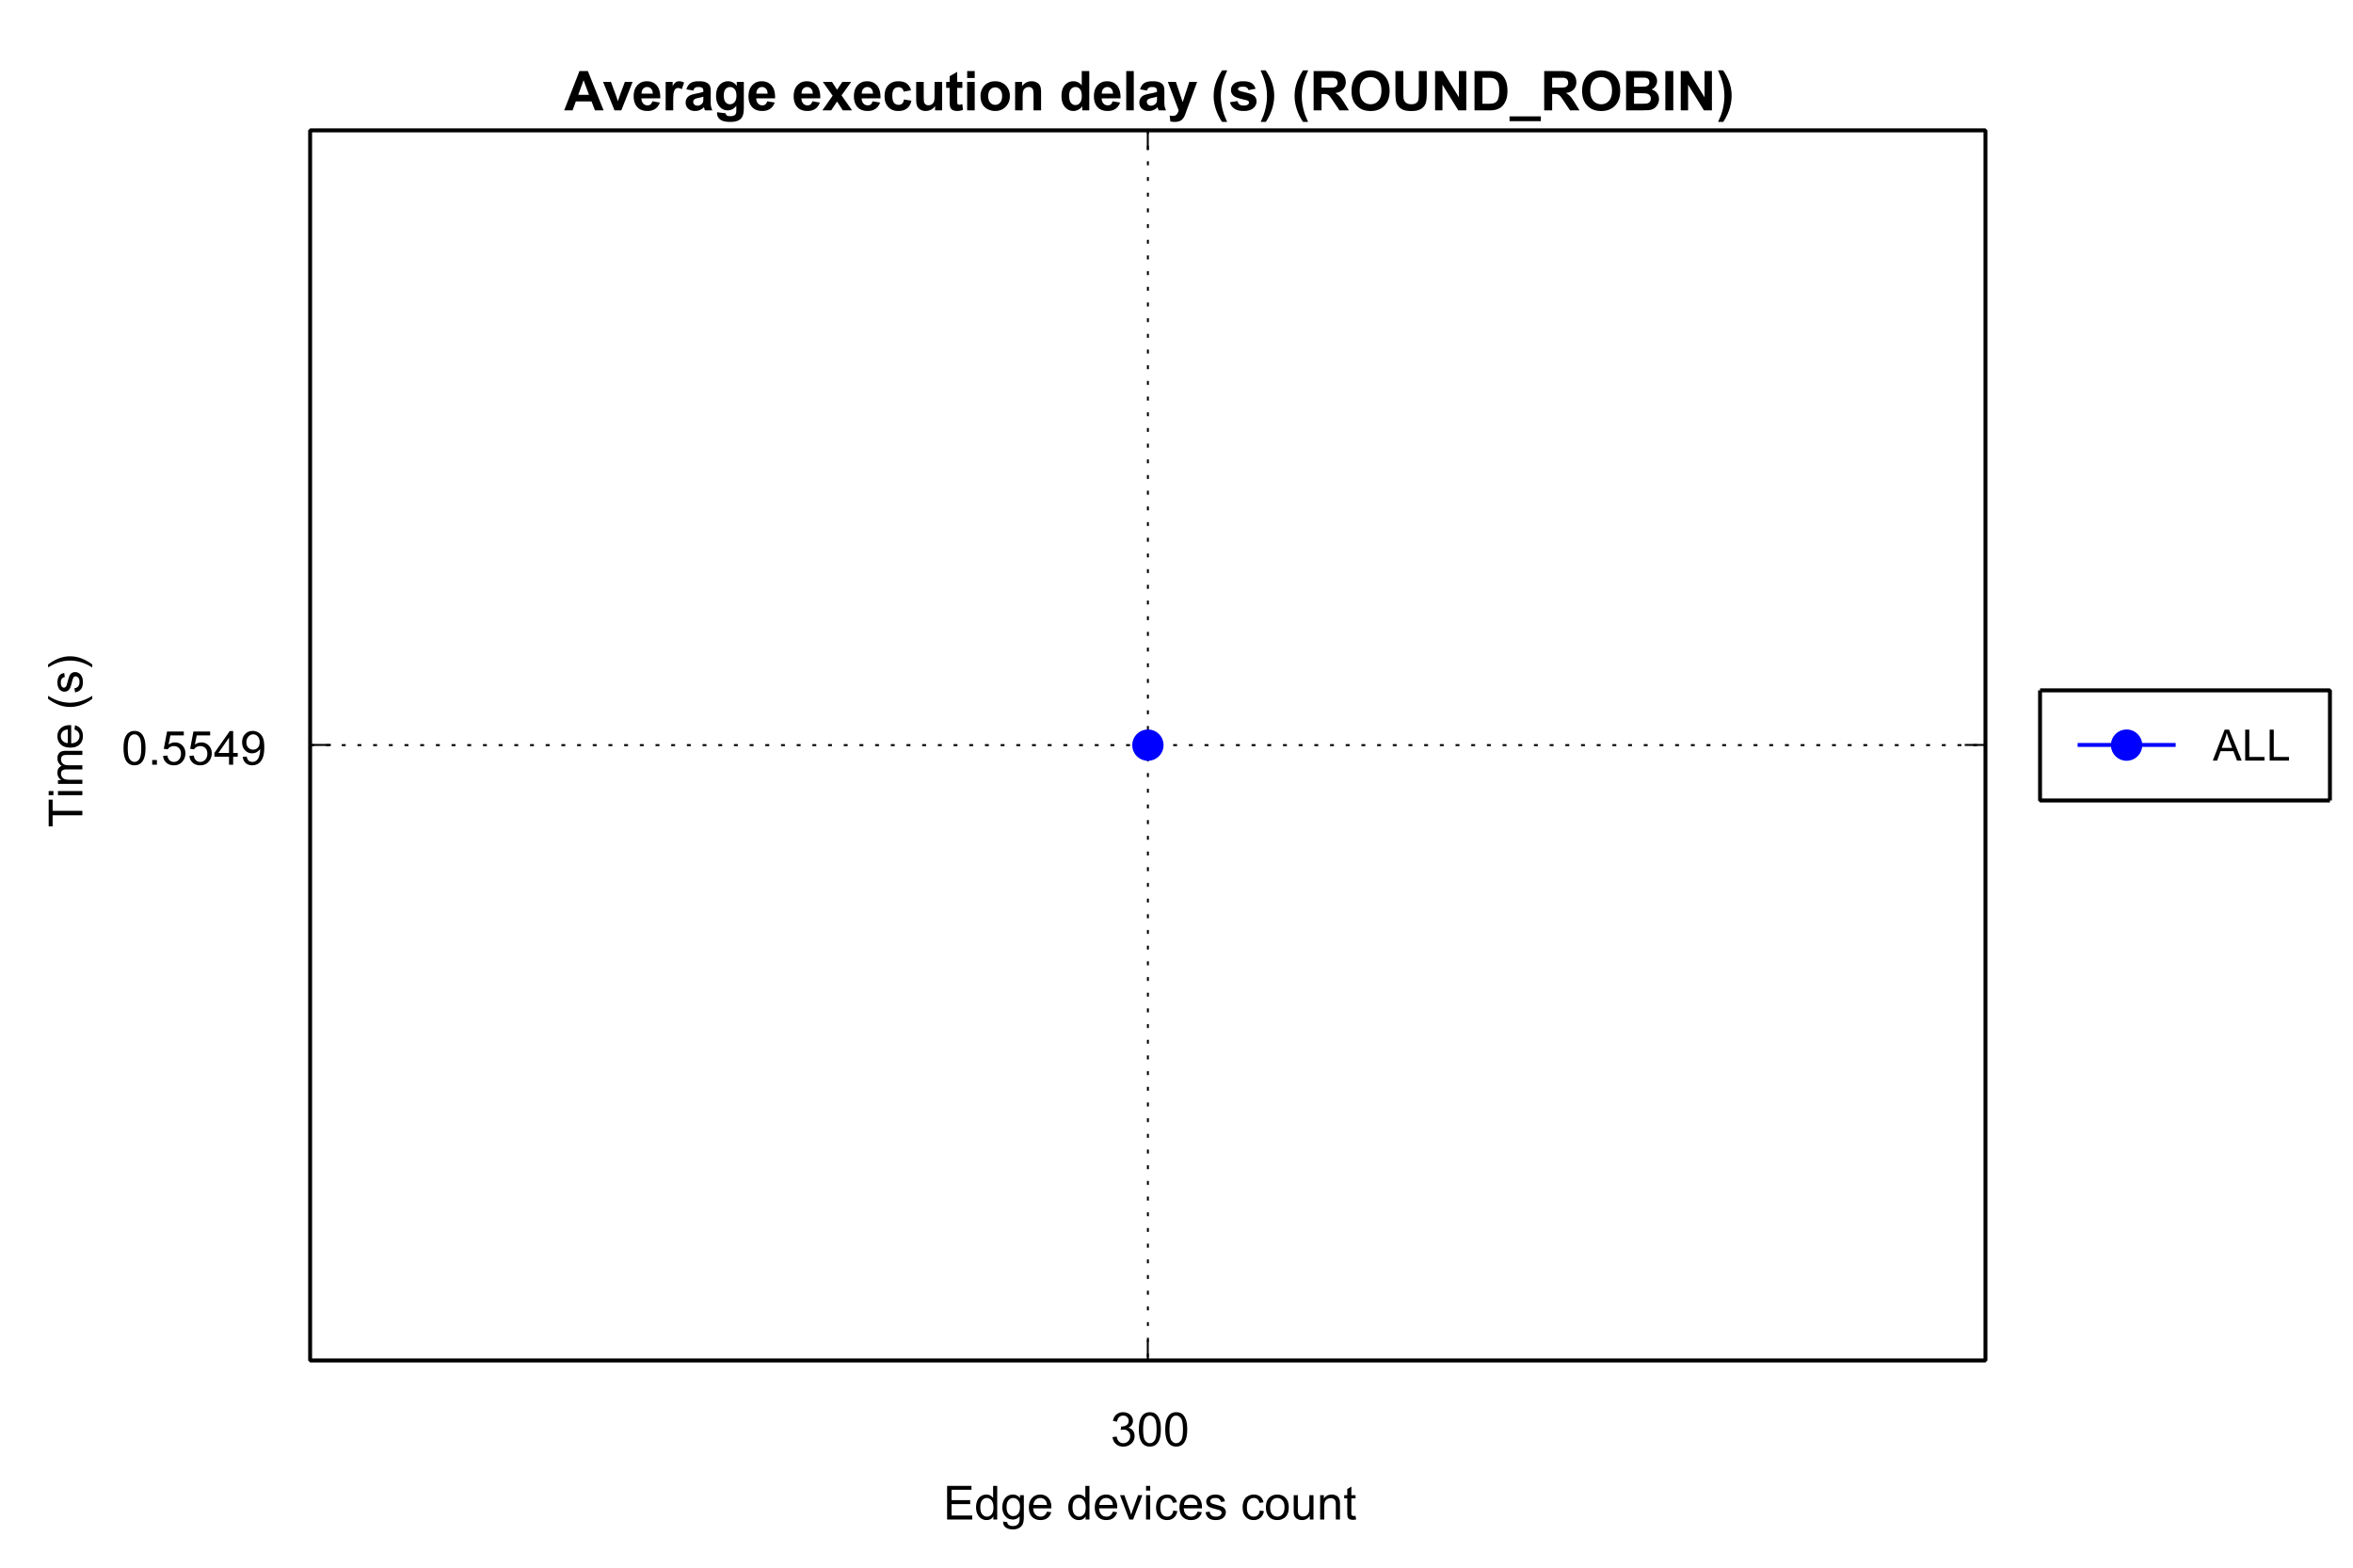 Average execution delay (s) (ROUND_ROBIN)
Time (s)
0.5549
ALL
300
Edge devices count